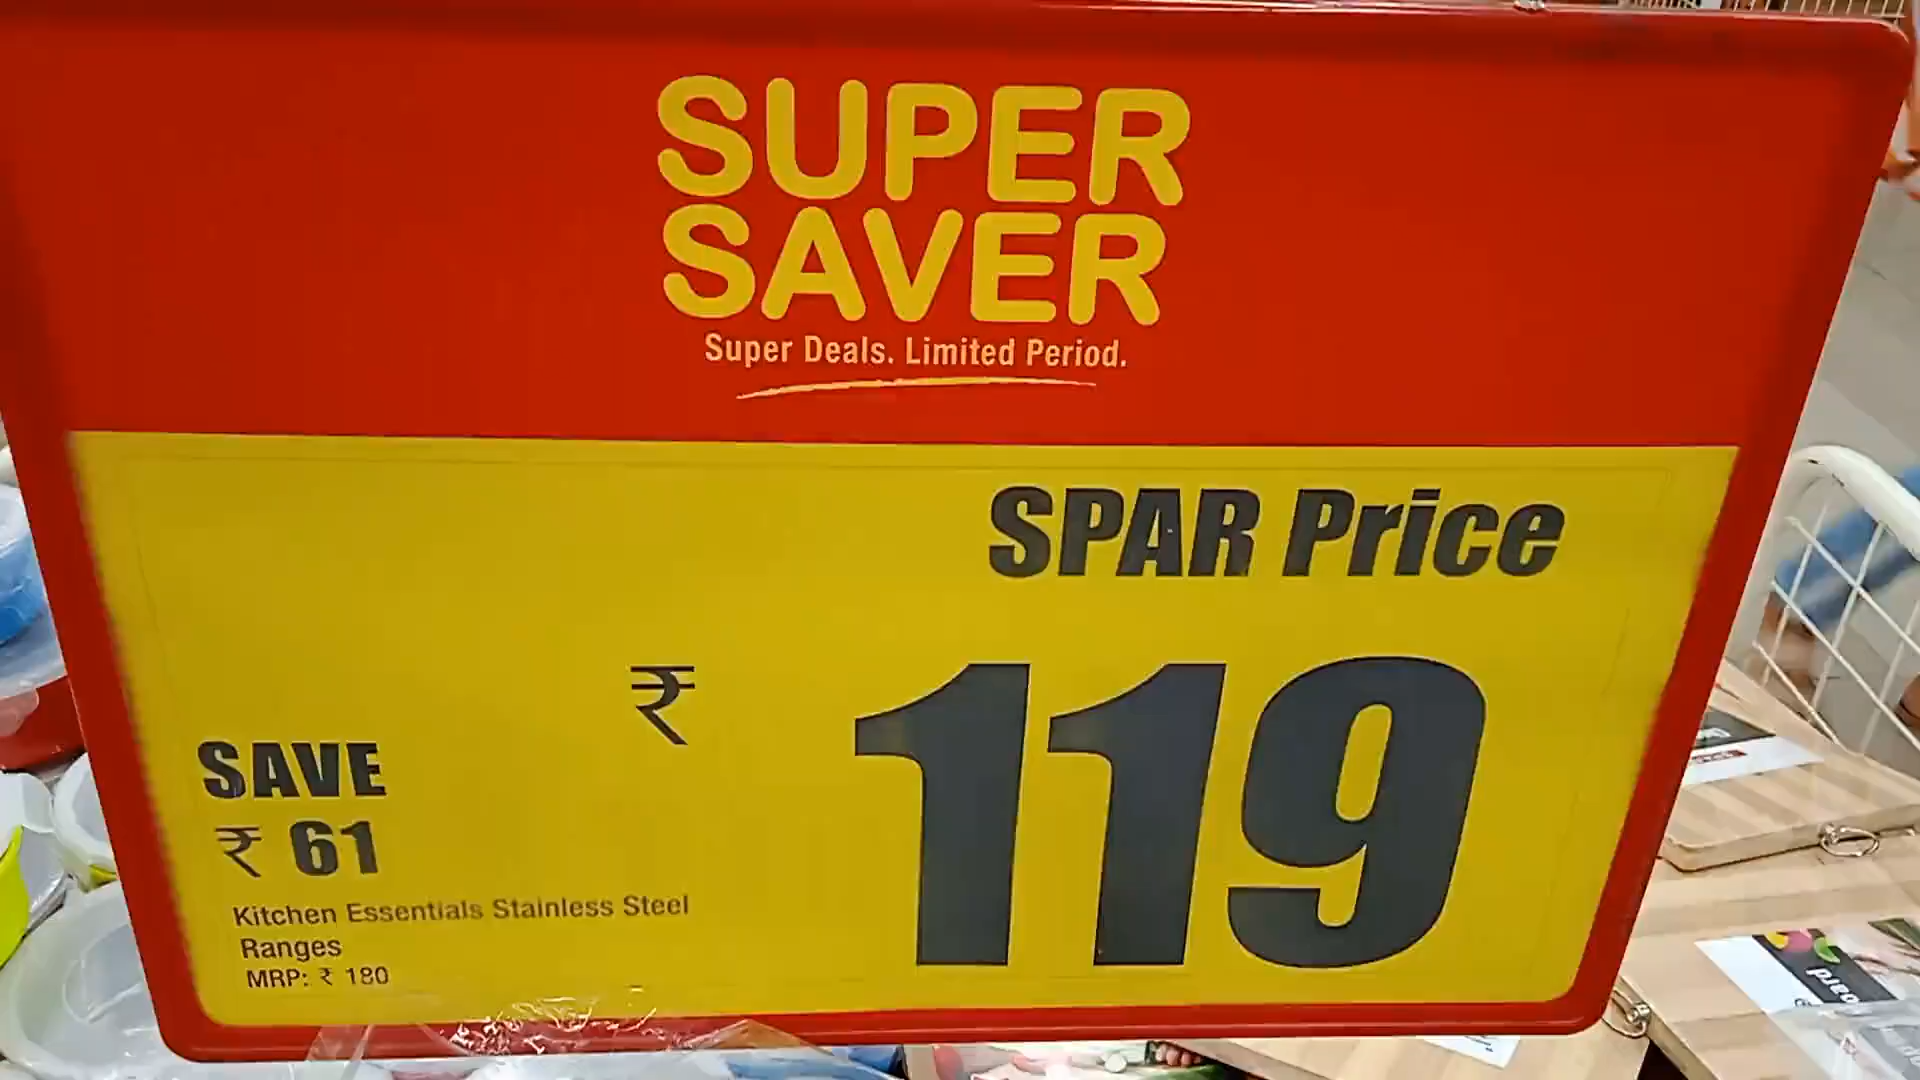 SUPER
SAVER
Super Deals. Limited Period.
SPAR Price
₹ 119
SAVE
₹ 61
Kitchen Essentials Stainless Steel
Ranges
MRP: ₹ 180